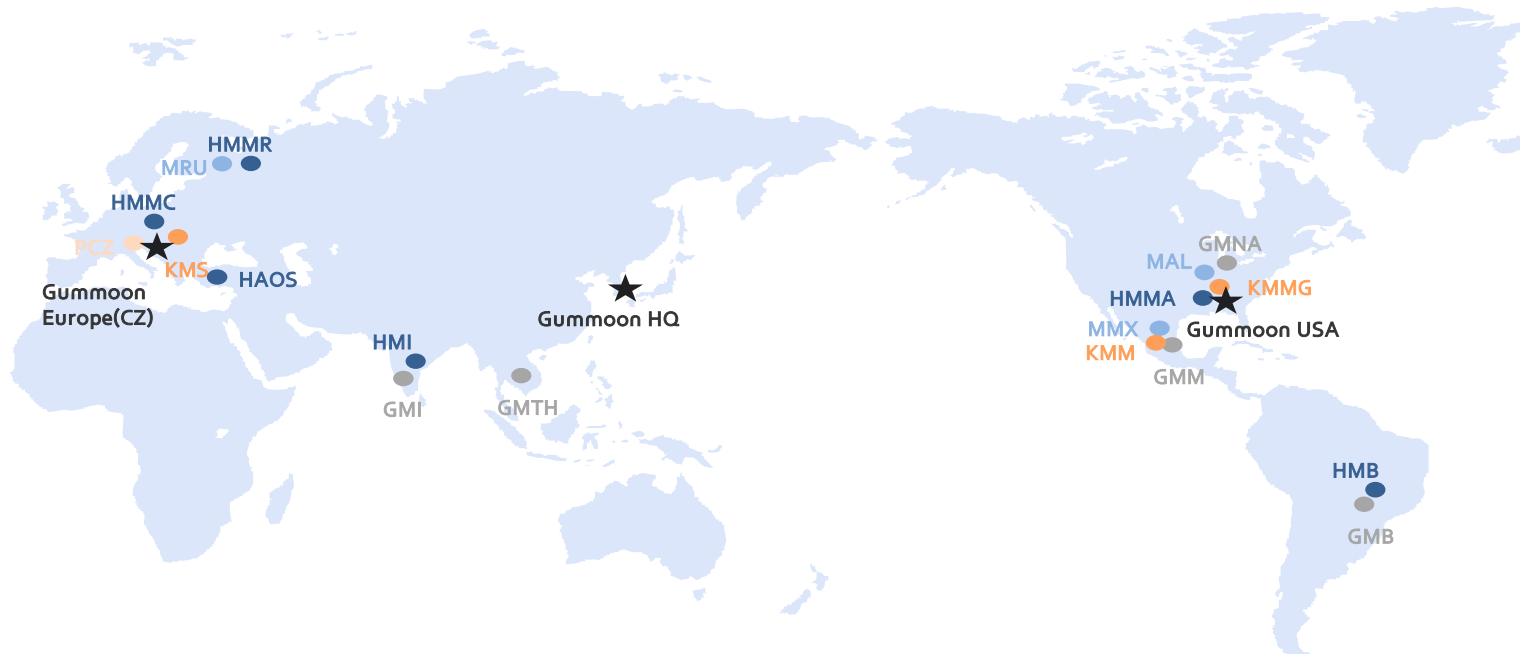 HMMR
MRU
HMMC
PCZ
KMS
HAOS
Gummoon
Europe(CZ)
Gummoon HQ
HMI
GMI
GMTH
GMNA
MAL
KMMG
HMMA
MMX
Gummoon USA
KMM
GMM
HMB
GMB